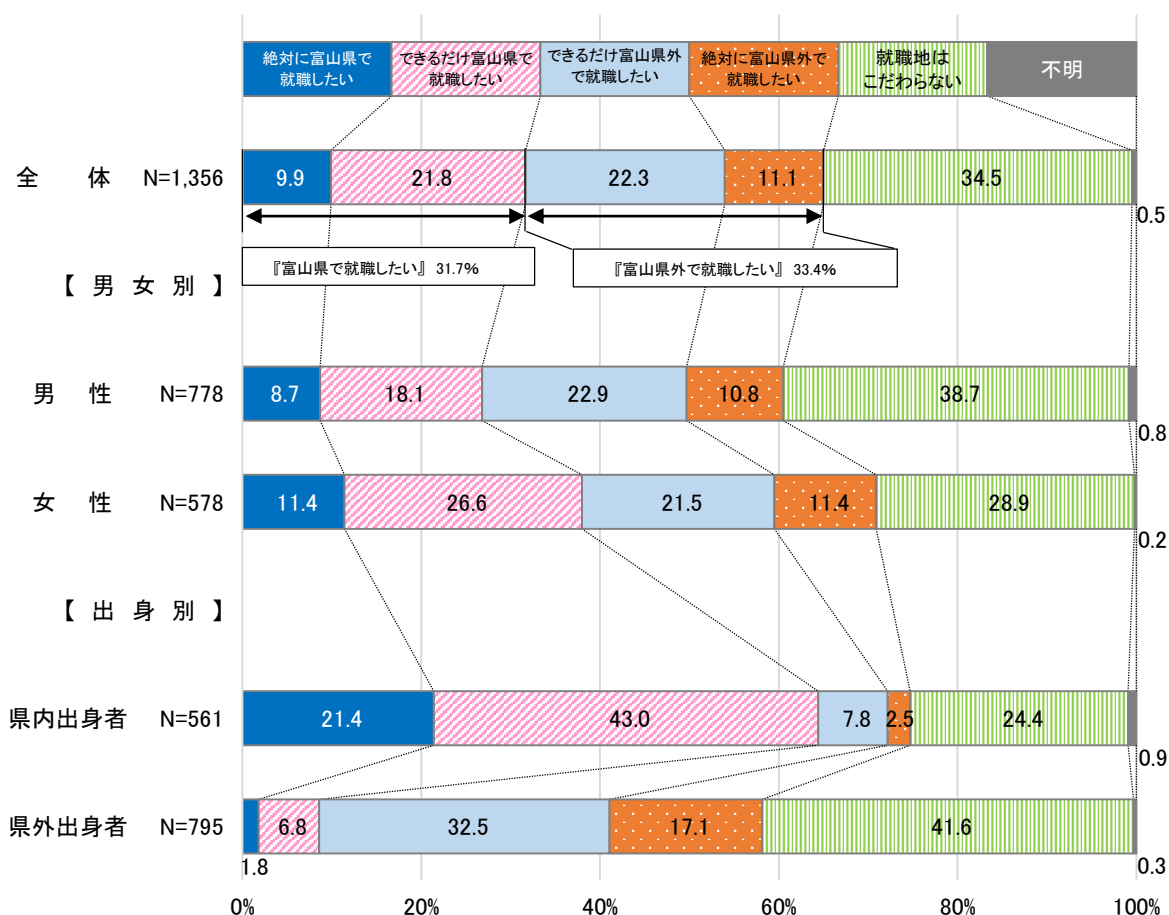 絶対に富山県で
就職したい
できるだけ富山県で
就職したい
できるだけ富山県外
で就職したい
絶対に富山県外で
就職したい
就職地は
こだわらない
不明
全 体 N=1,356
9.9 21.8 22.3 11.1 34.5
0.5
『富山県で就職したい』 31.7%
『富山県外で就職したい』 33.4%
【 男 女 別 】
男 性 N=778
8.7 18.1 22.9 10.8 38.7
0.8
女 性 N=578
11.4 26.6 21.5 11.4 28.9
0.2
【 出 身 別 】
県内出身者 N=561
21.4 43.0 7.8 2.5 24.4
0.9
県外出身者 N=795
6.8 32.5 17.1 41.6
1.8
0.3
0% 20% 40% 60% 80% 100%